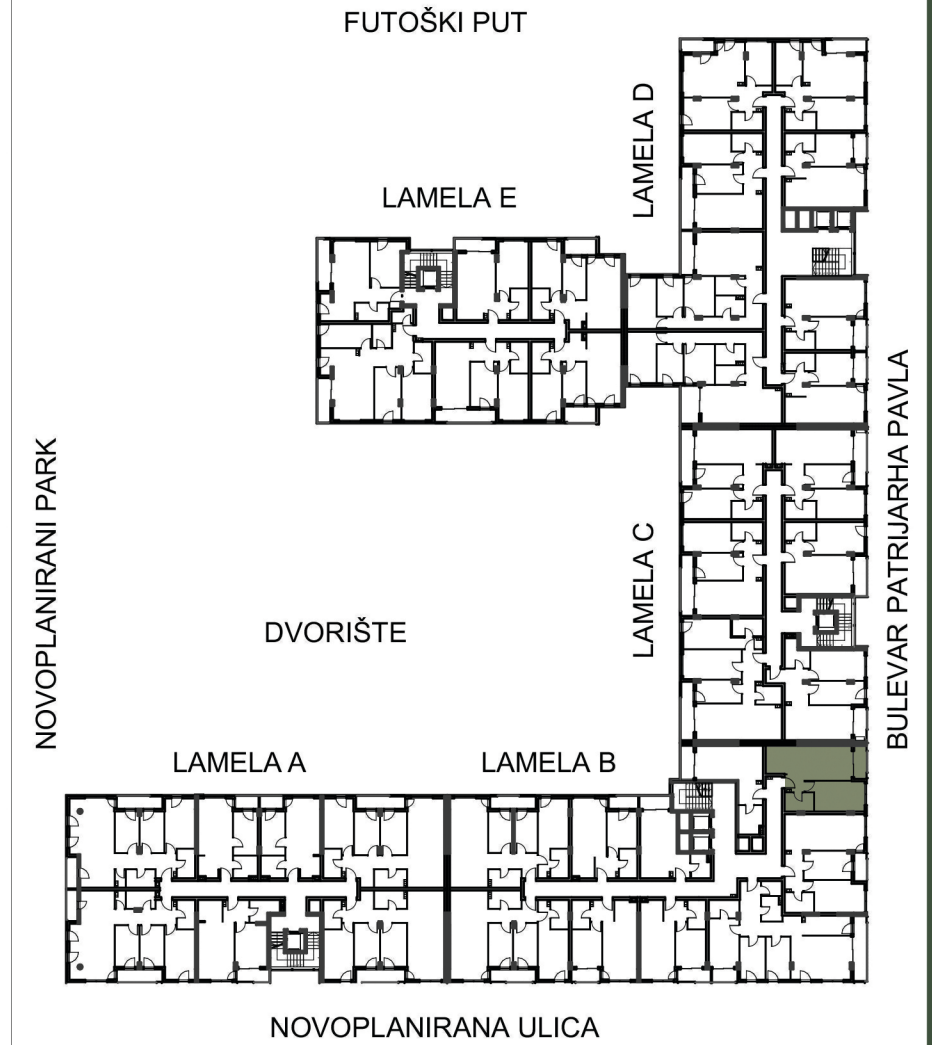 FUTOŠKI PUT
LAMELA D
LAMELA E
BULEVAR PATRIJARHA PAVLA
NOVOPLANIRANI PARK
LAMELA C
DVORIŠTE
LAMELA A
LAMELA B
NOVOPLANIRANA ULICA